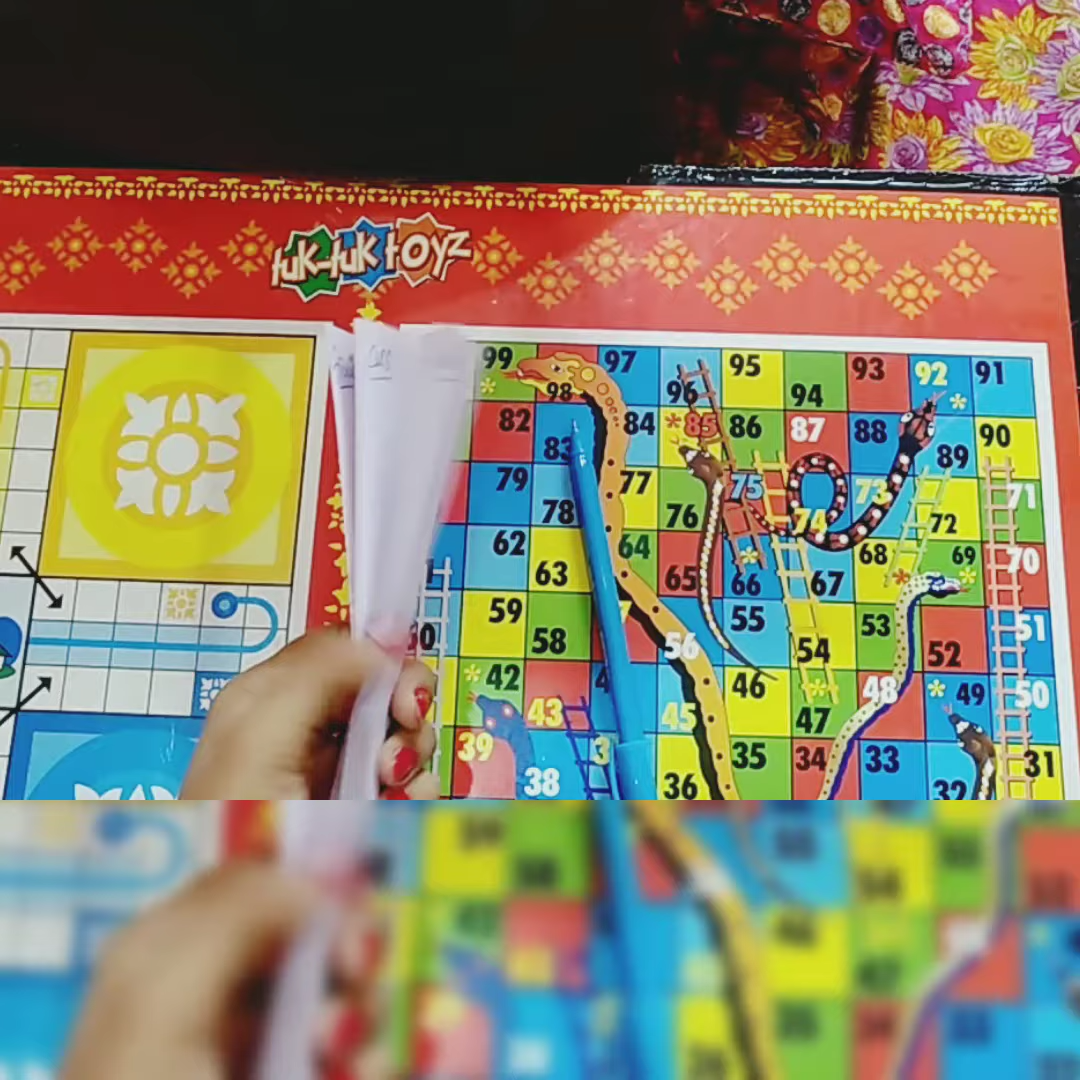 tuk-tuk toyz
99 98 97 96 95 94 93 92 91
82 83 84 85 86 87 88 89 90
79 78 77 76 75 74 73 72 71
62 63 64 65 66 67 68 69 70
59 58 56 55 54 53 52 51
42 43 45 46 47 48 49 50
39 38 36 35 34 33 32 31